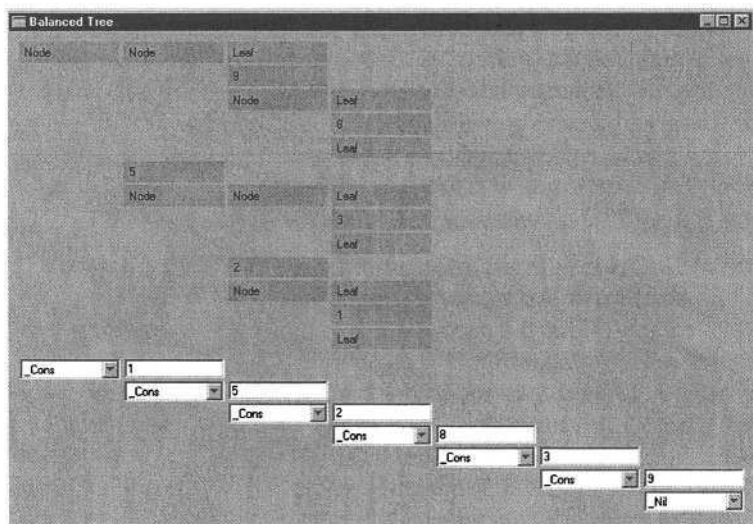 Balanced Tree
Node Node Leaf
9
Node Leaf
8
Leaf
5
Node Node Leaf
3
Leaf
2
Node Leaf
1
Leaf
_Cons 1
_Cons 5
_Cons 2
_Cons 8
_Cons 3
_Cons 9
_Nil